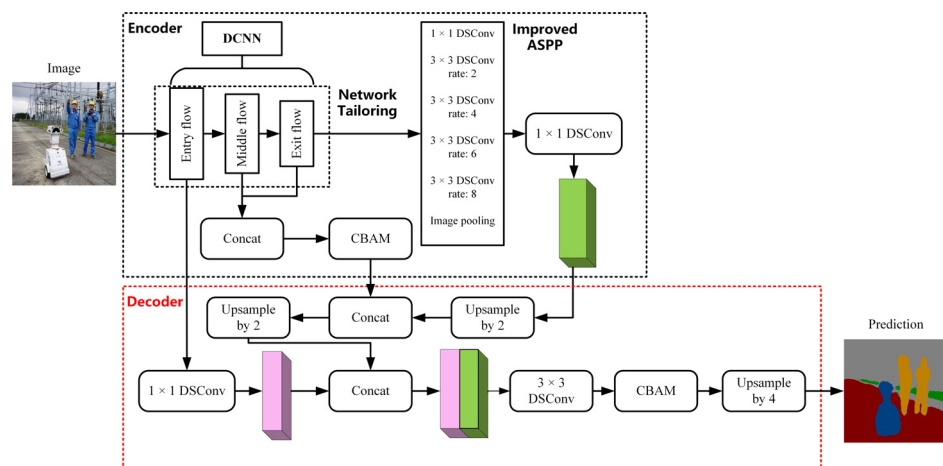 Encoder
DCNN
Image
Entry flow
Middle flow
Exit flow
Network
Tailoring
1 × 1 DSConv
3 × 3 DSConv
rate: 2
3 × 3 DSConv
rate: 4
3 × 3 DSConv
rate: 6
3 × 3 DSConv
rate: 8
Image pooling
Improved
ASPP
1 × 1 DSConv
Concat
CBAM
Decoder
Upsample
by 2
Concat
Upsample
by 2
1 × 1 DSConv
Concat
3 × 3
DSConv
CBAM
Upsample
by 4
Prediction